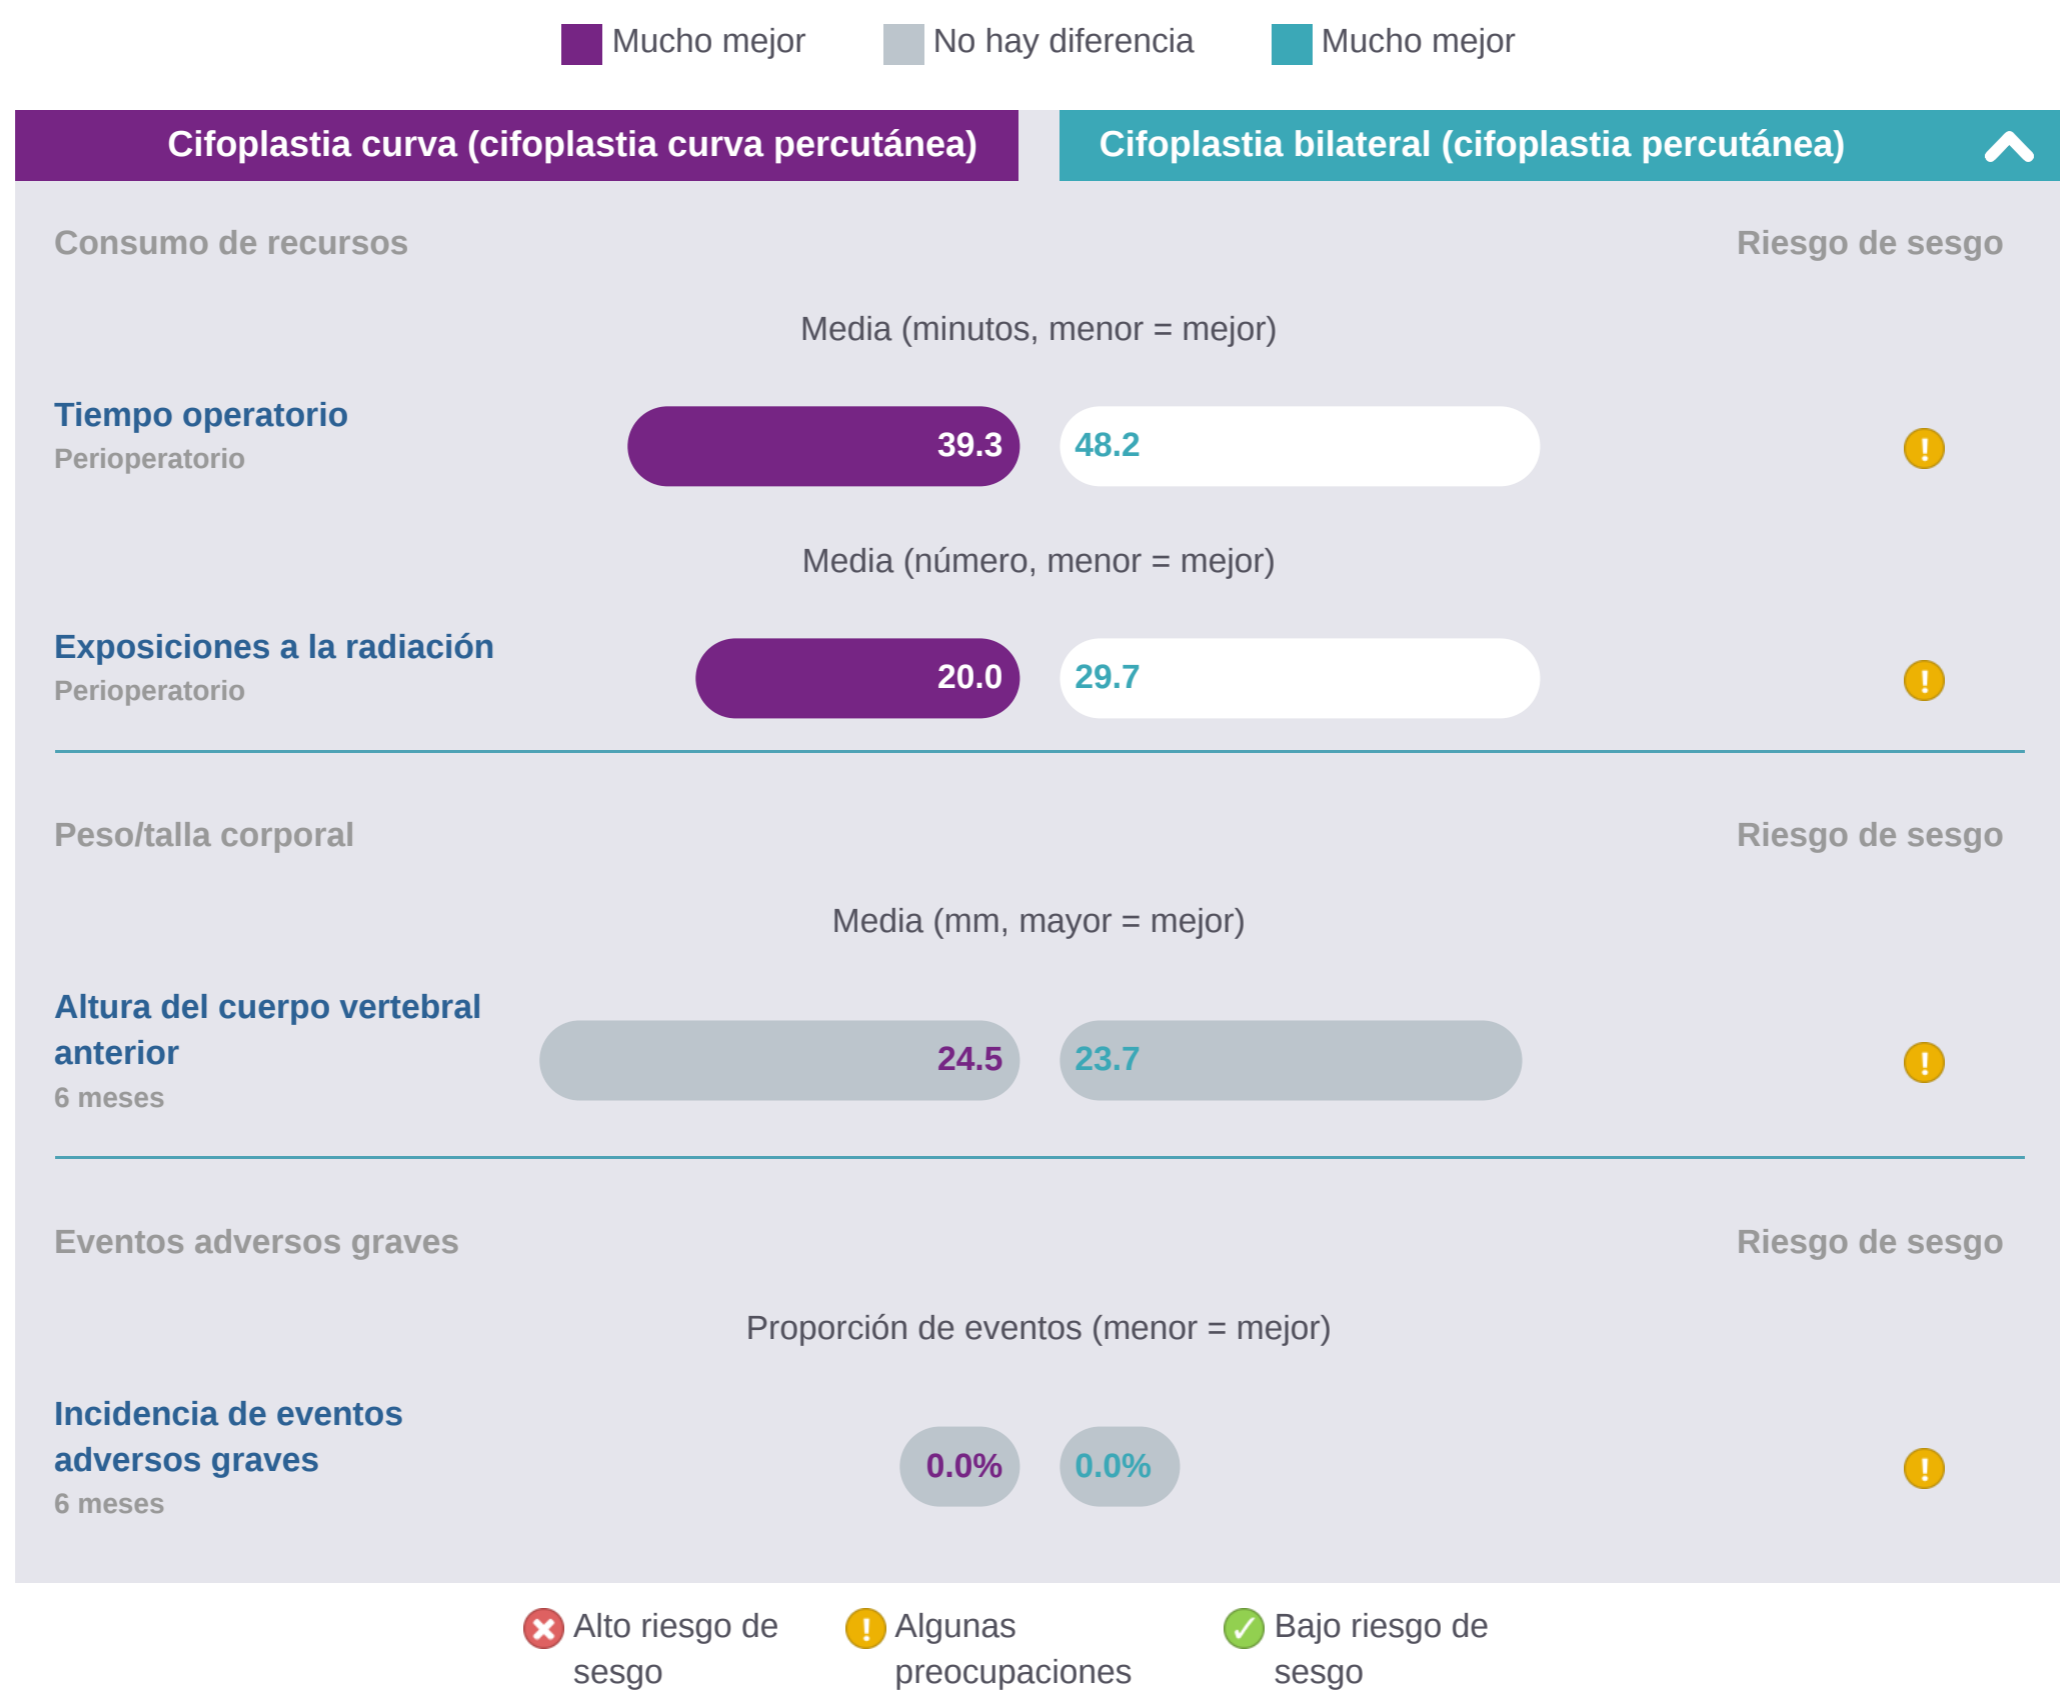 Mucho mejor No hay diferencia Mucho mejor
Cifoplastia curva (cifoplastia curva percutánea) Cifoplastia bilateral (cifoplastia percutánea)
Consumo de recursos Riesgo de sesgo
Media (minutos, menor = mejor)
Tiempo operatorio
Perioperatorio
39.3 48.2
Media (número, menor = mejor)
Exposiciones a la radiación
Perioperatorio
20.0 29.7
Peso/talla corporal Riesgo de sesgo
Media (mm, mayor = mejor)
Altura del cuerpo vertebral
anterior
6 meses
24.5 23.7
Eventos adversos graves Riesgo de sesgo
Proporción de eventos (menor = mejor)
Incidencia de eventos
adversos graves
6 meses
0.0% 0.0%
Alto riesgo de
sesgo
Algunas
preocupaciones
Bajo riesgo de
sesgo